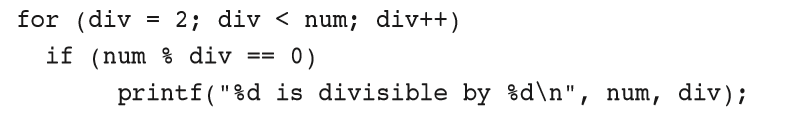 for (div = 2; div < num; div++)
if (num % div == 0)
printf("%d is divisible by %d\n", num, div);